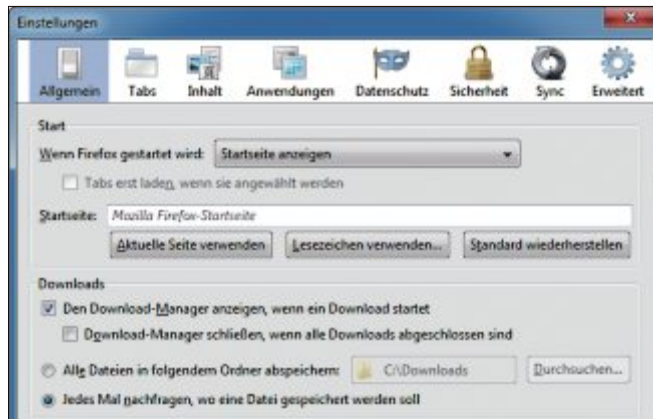 Einstellungen
Allgemein Tabs Inhalt Anwendungen Datenschutz Sicherheit Sync Erweitert
Start
Wenn Firefox gestartet wird: Startseite anzeigen
Tabs erst laden, wenn sie angewählt werden
Startseite: Mozilla Firefox-Startseite
Aktuelle Seite verwenden Lesezeichen verwenden... Standard wiederherstellen
Downloads
Den Download-Manager anzeigen, wenn ein Download startet
Download-Manager schließen, wenn alle Downloads abgeschlossen sind
Alle Dateien in folgendem Ordner abspeichern: C:\Downloads Durchsuchen...
Jedes Mal nachfragen, wo eine Datei gespeichert werden soll